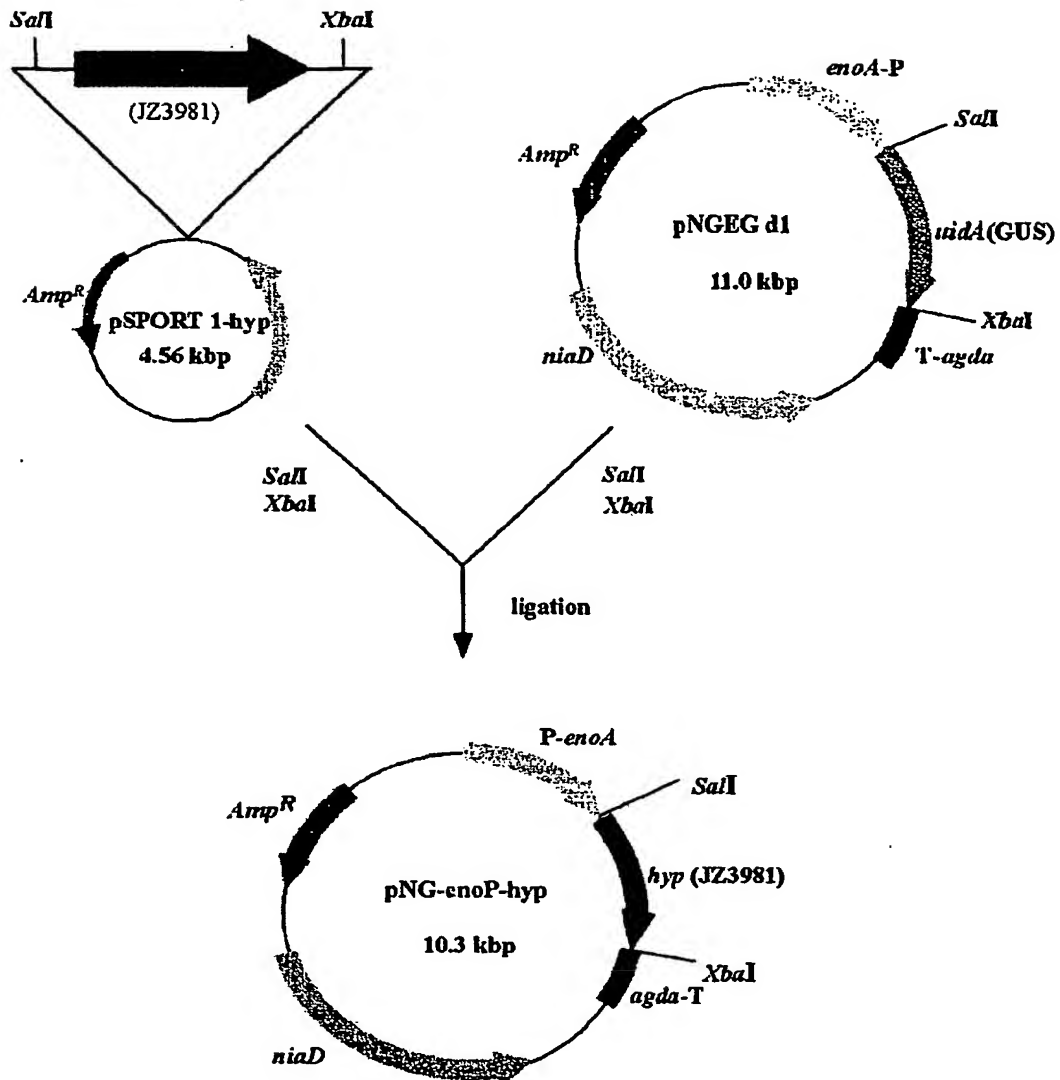 SalI
XbaI
(JZ3981)
AmpR
pSPORT 1-hyp
4.56 kbp
enoA-P
SalI
AmpR
pNGEG d1
11.0 kbp
uidA(GUS)
XbaI
T-agda
niaD
SalI
XbaI
SalI
XbaI
ligation
P-enoA
SalI
AmpR
hyp (JZ3981)
pNG-enoP-hyp
10.3 kbp
XbaI
agda-T
niaD